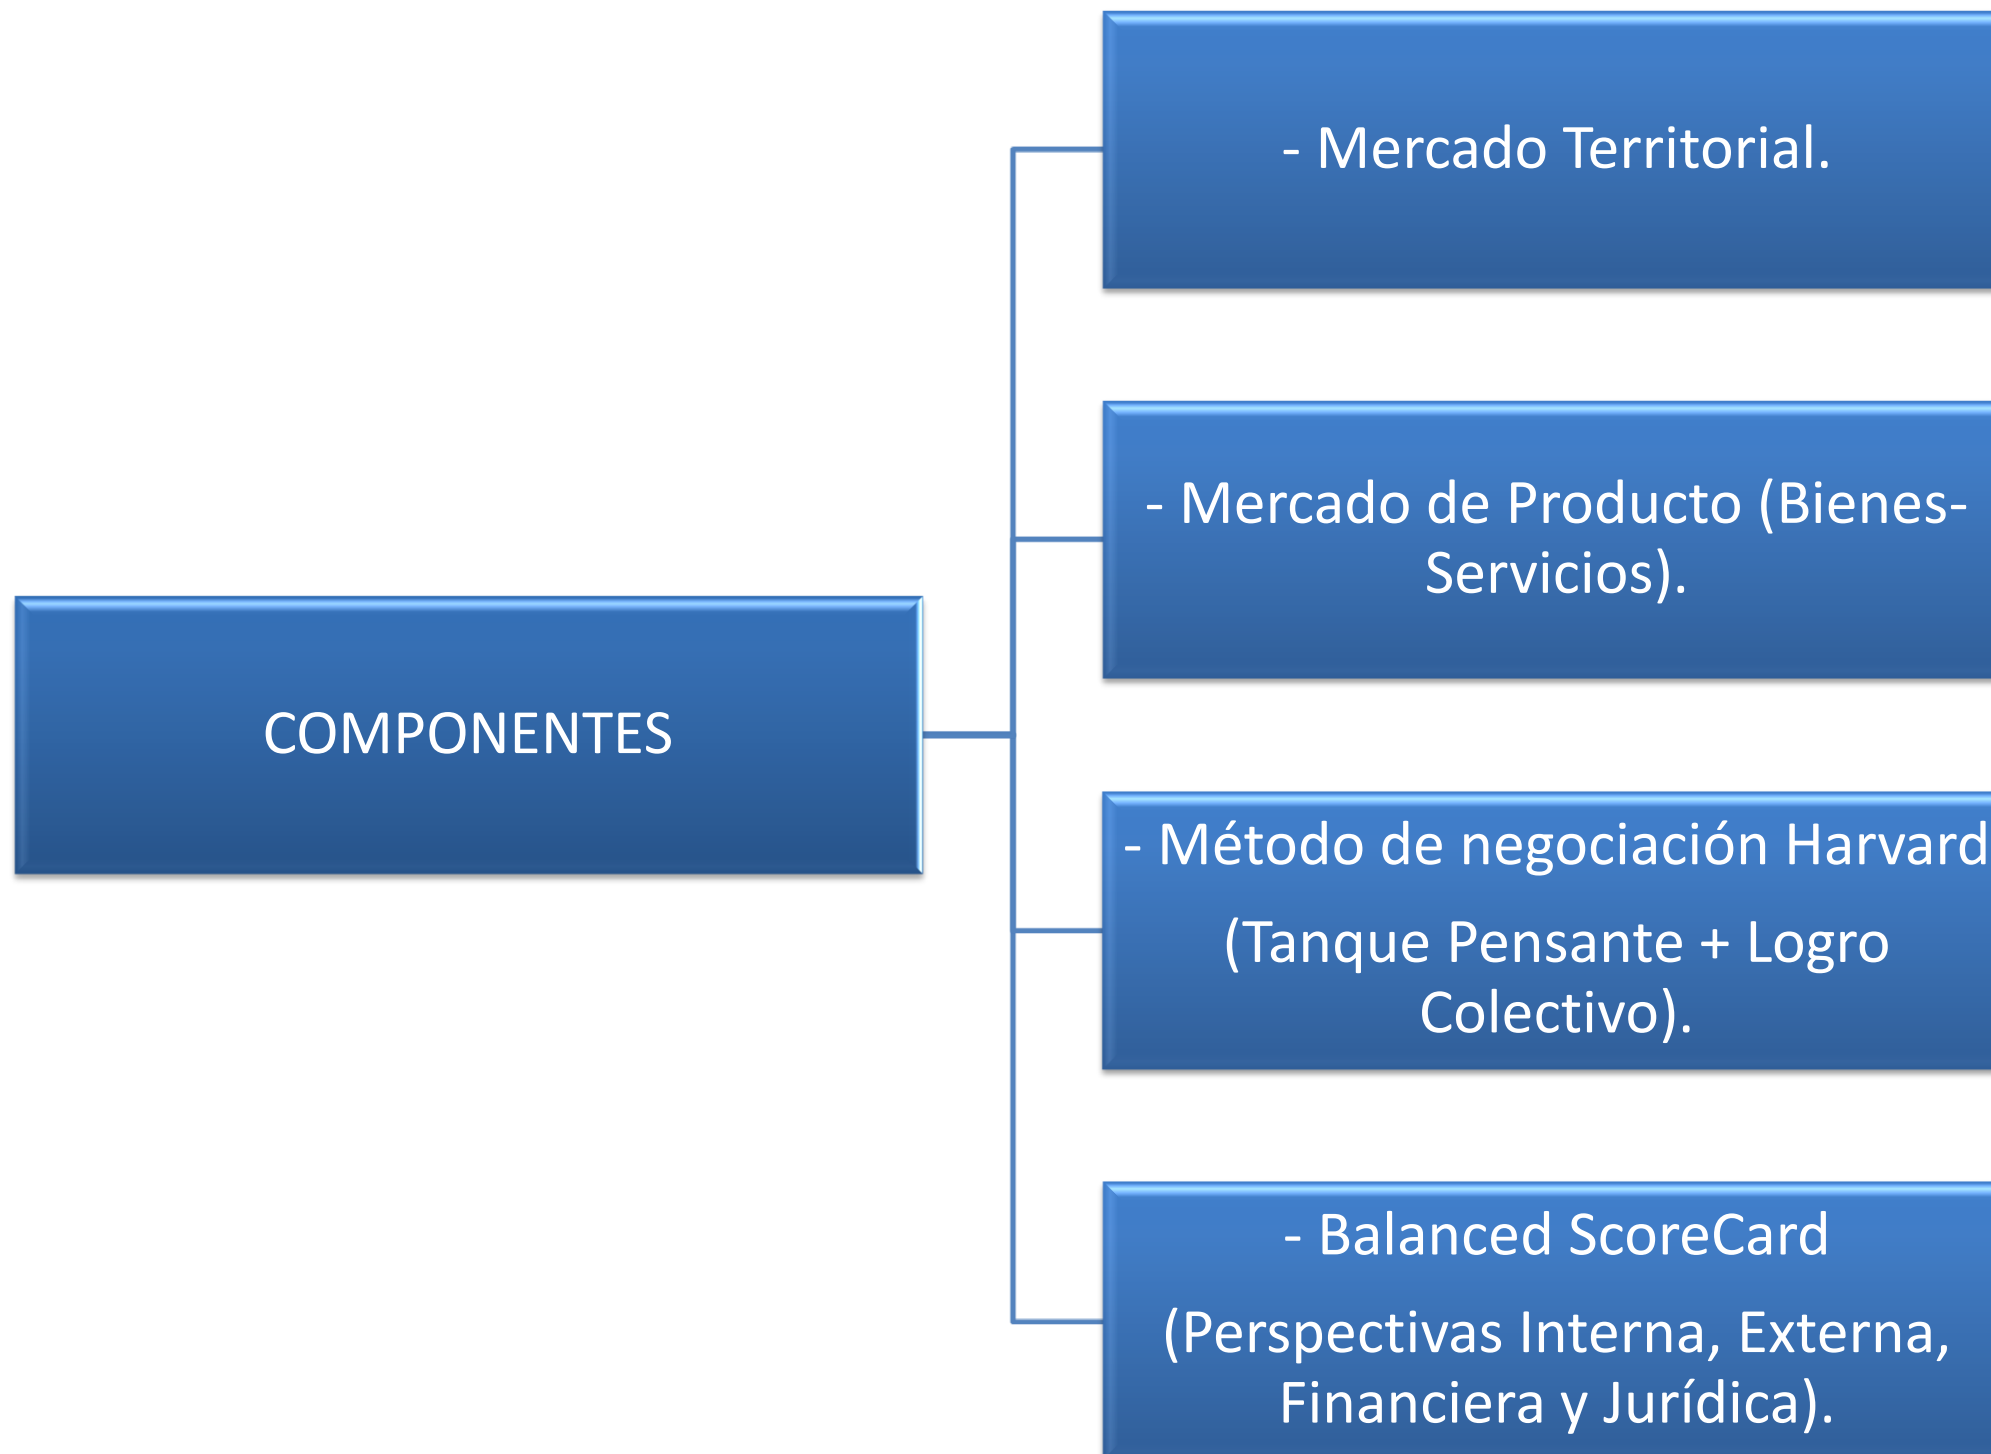 - Mercado Territorial.
- Mercado de Producto (Bienes-
Servicios).
COMPONENTES
- Método de negociación Harvard
(Tanque Pensante + Logro
Colectivo).
- Balanced ScoreCard
(Perspectivas Interna, Externa,
Financiera y Jurídica).